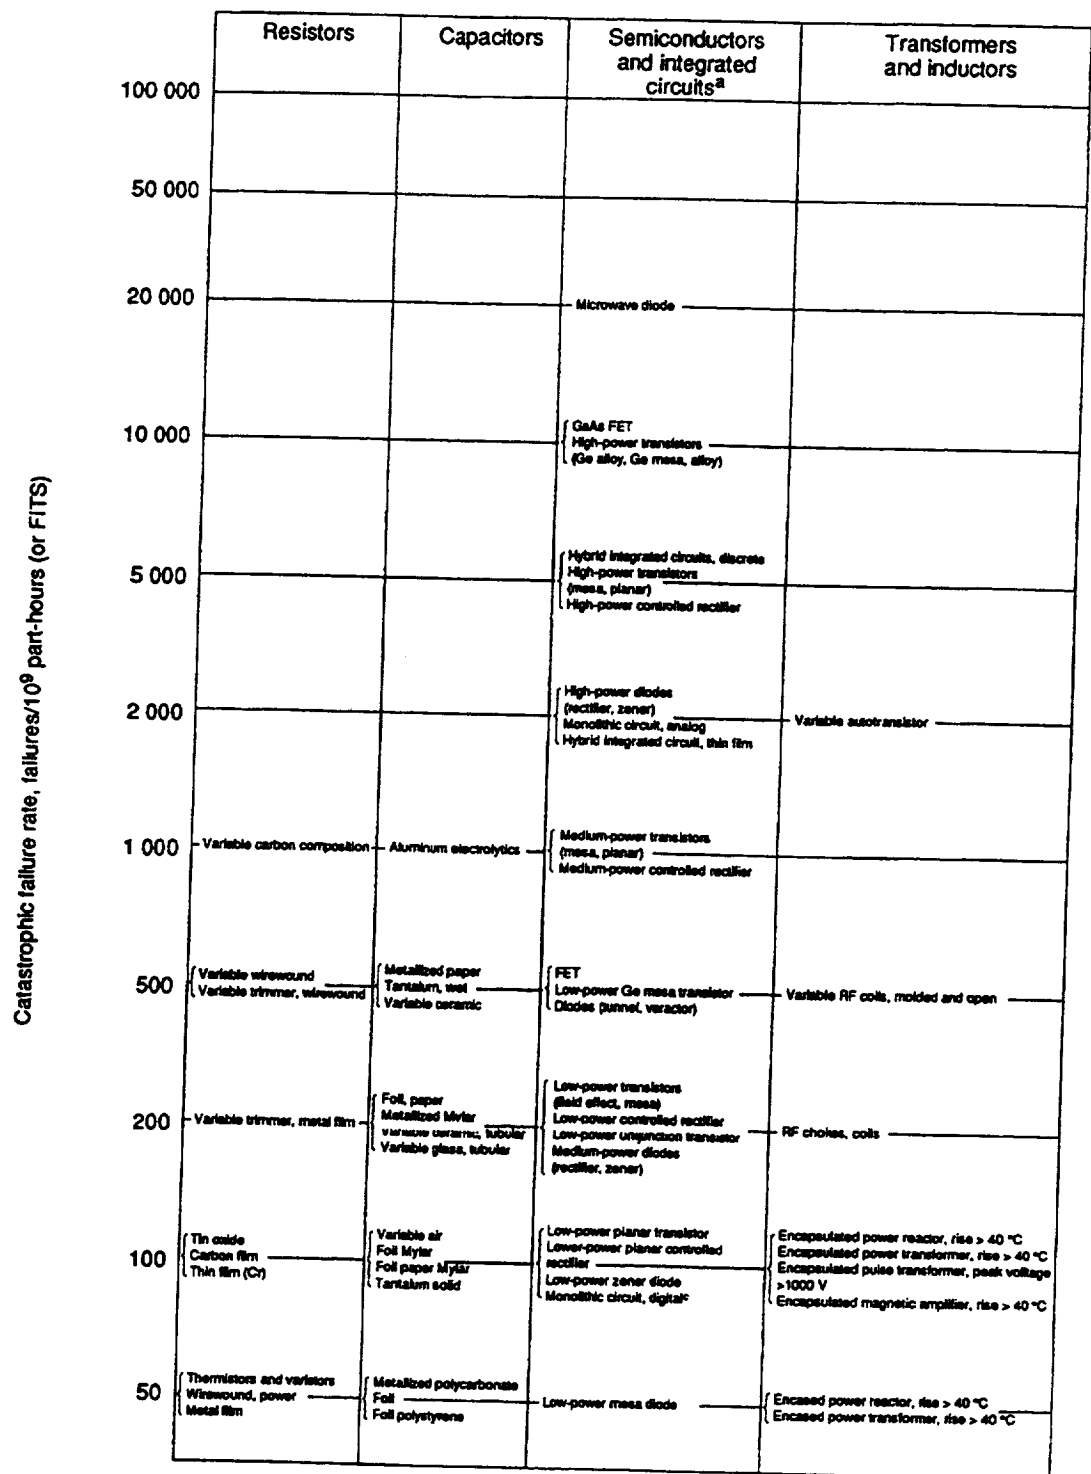 Resistors
Capacitors
Semiconductors
and integrated
circuitsª
Transformers
and inductors
Catastrophic failure rate, failures/10⁹ part-hours (or FITS)
100 000
50 000
20 000
Microwave diode
10 000
GaAs FET
High-power transistors
(Ge alloy, Ge mesa, alloy)
5 000
Hybrid integrated circuits, discrete
High-power transistors
(mesa, planar)
High-power controlled rectifier
2 000
High-power diodes
(rectifier, zener)
Monolithic circuit, analog
Hybrid integrated circuit, thin film
Variable autotransistor
1 000
Variable carbon composition
Aluminum electrolytics
Medium-power transistors
(mesa, planar)
Medium-power controlled rectifier
500
Variable wirewound
Variable trimmer, wirewound
Metallized paper
Tantalum, wet
Variable ceramic
FET
Low-power Ge mesa transistor
Diodes (tunnel, varactor)
Variable RF coils, molded and open
200
Variable trimmer, metal film
Foil, paper
Metallized Mylar
Variable ceramic, tubular
Variable glass, tubular
Low-power transistors
(field effect, mesa)
Low-power controlled rectifier
Low-power unijunction transistor
Medium-power diodes
(rectifier, zener)
RF chokes, coils
100
Tin oxide
Carbon film
Thin film (Cr)
Variable air
Foil Mylar
Foil paper Mylar
Tantalum solid
Low-power planar transistor
Lower-power planar controlled
rectifier
Low-power zener diode
Monolithic circuit, digitalᶜ
Encapsulated power reactor, rise > 40 °C
Encapsulated power transformer, rise > 40 °C
Encapsulated pulse transformer, peak voltage
>1000 V
Encapsulated magnetic amplifier, rise > 40 °C
50
Thermistors and varistors
Wirewound, power
Metal film
Metallized polycarbonate
Foil
Foil polystyrene
Low-power mesa diode
Encased power reactor, rise > 40 °C
Encased power transformer, rise > 40 °C